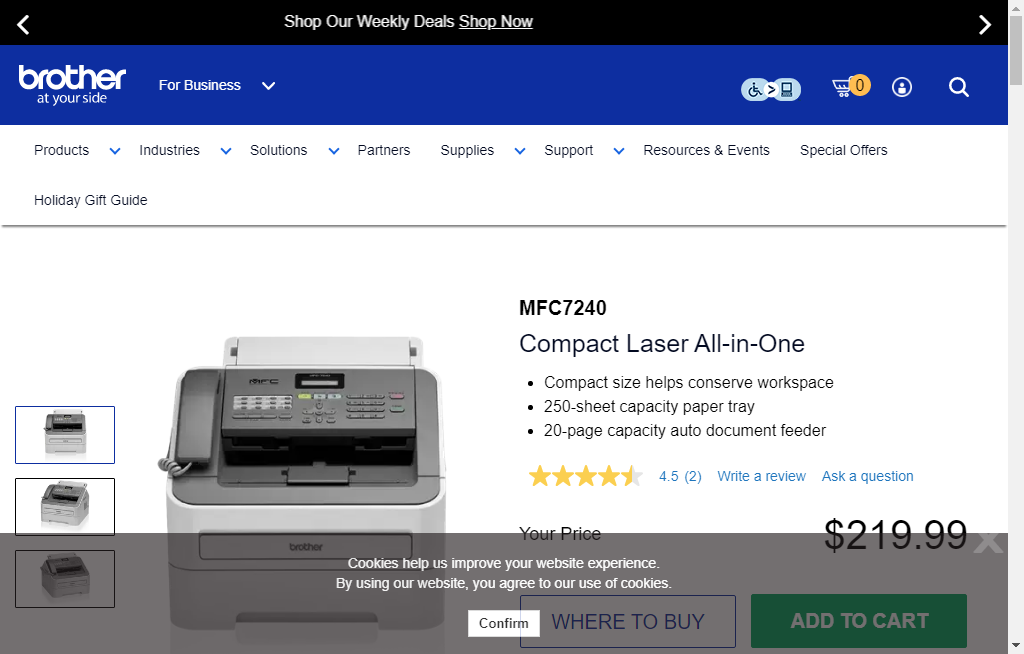 Shop Our Weekly Deals Shop Now
brother
at your side
For Business
0
Products
Industries
Solutions
Partners
Supplies
Support
Resources & Events
Special Offers
Holiday Gift Guide
MFC7240
Compact Laser All-in-One
Compact size helps conserve workspace
250-sheet capacity paper tray
20-page capacity auto document feeder
4.5 (2) Write a review Ask a question
MFC
brother
Your Price
$219.99
Cookies help us improve your website experience.
By using our website, you agree to our use of cookies.
Confirm
WHERE TO BUY
ADD TO CART